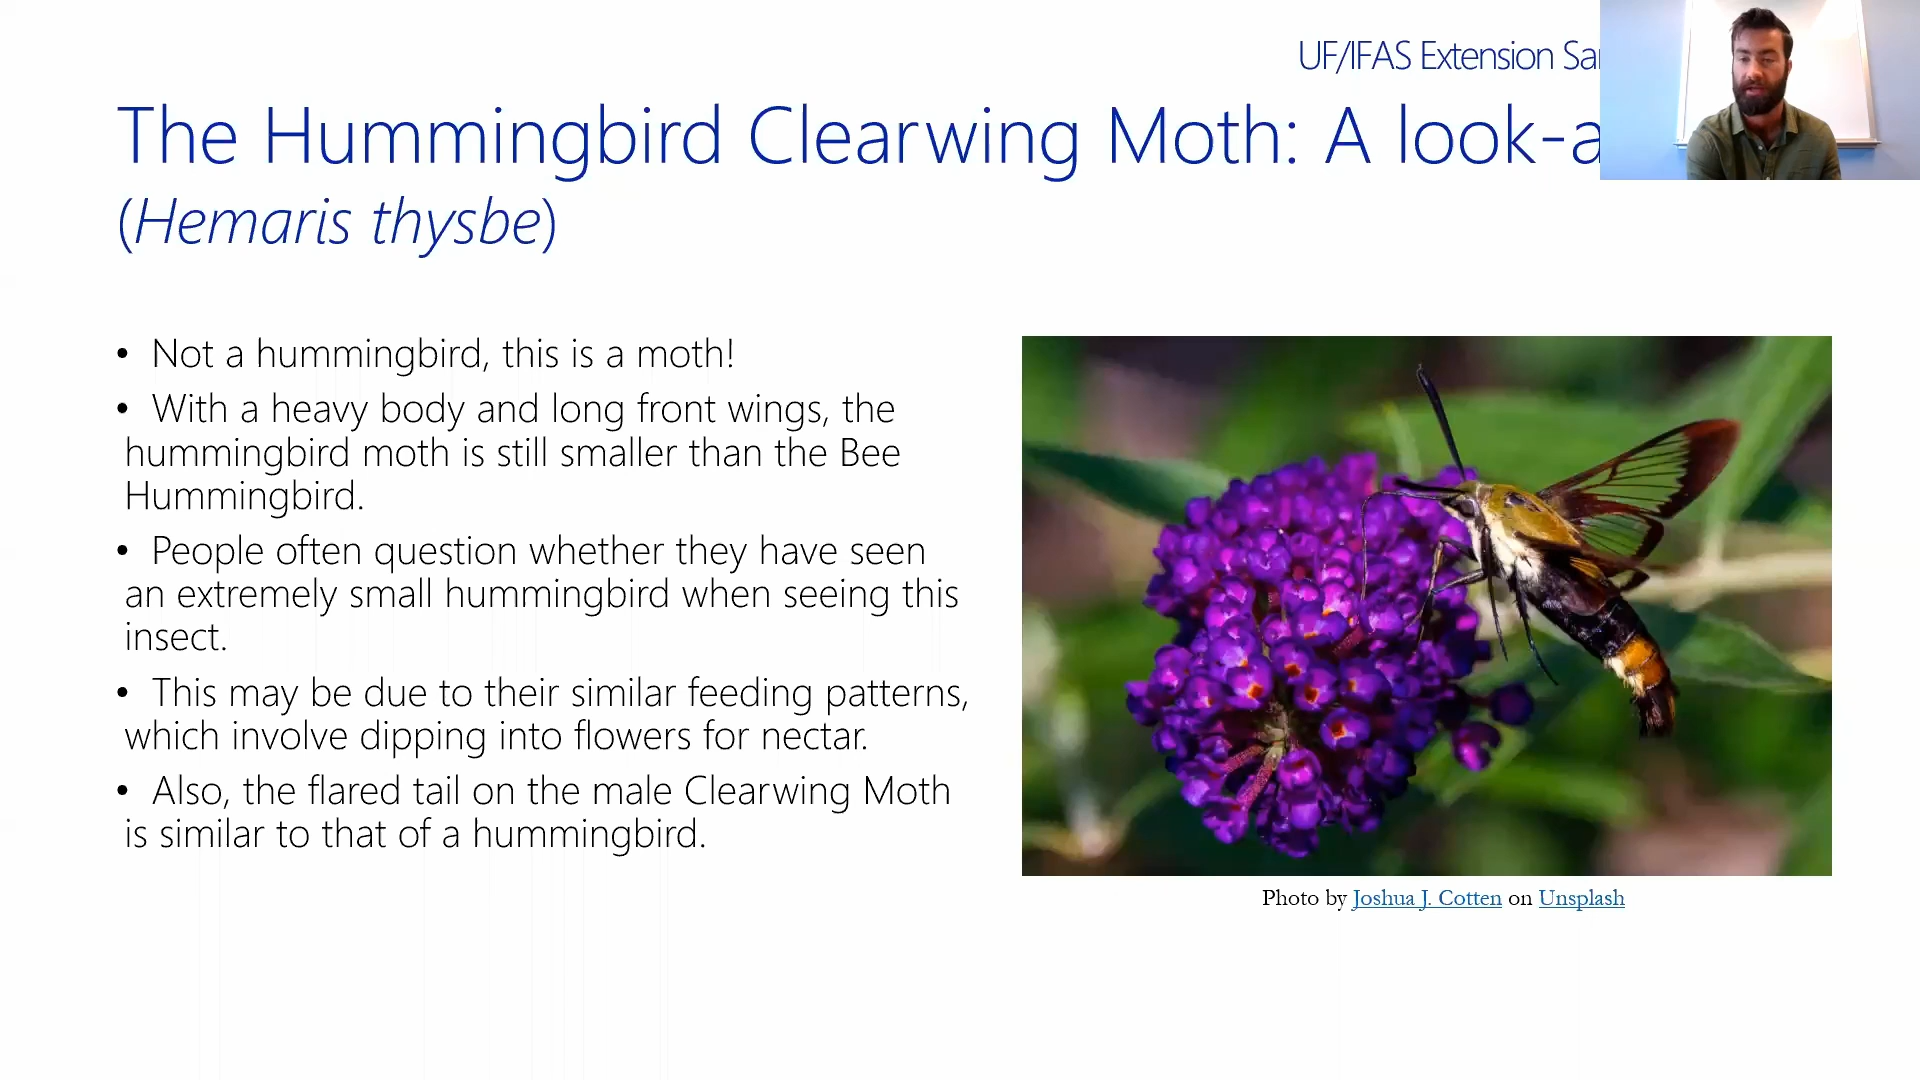 UF/IFAS Extension
The Hummingbird Clearwing Moth: A look-a
(Hemaris thysbe)
• Not a hummingbird, this is a moth!
• With a heavy body and long front wings, the
hummingbird moth is still smaller than the Bee
Hummingbird.
• People often question whether they have seen
an extremely small hummingbird when seeing this
insect.
• This may be due to their similar feeding patterns,
which involve dipping into flowers for nectar.
• Also, the flared tail on the male Clearwing Moth
is similar to that of a hummingbird.
Photo by Joshua J. Cotten on Unsplash